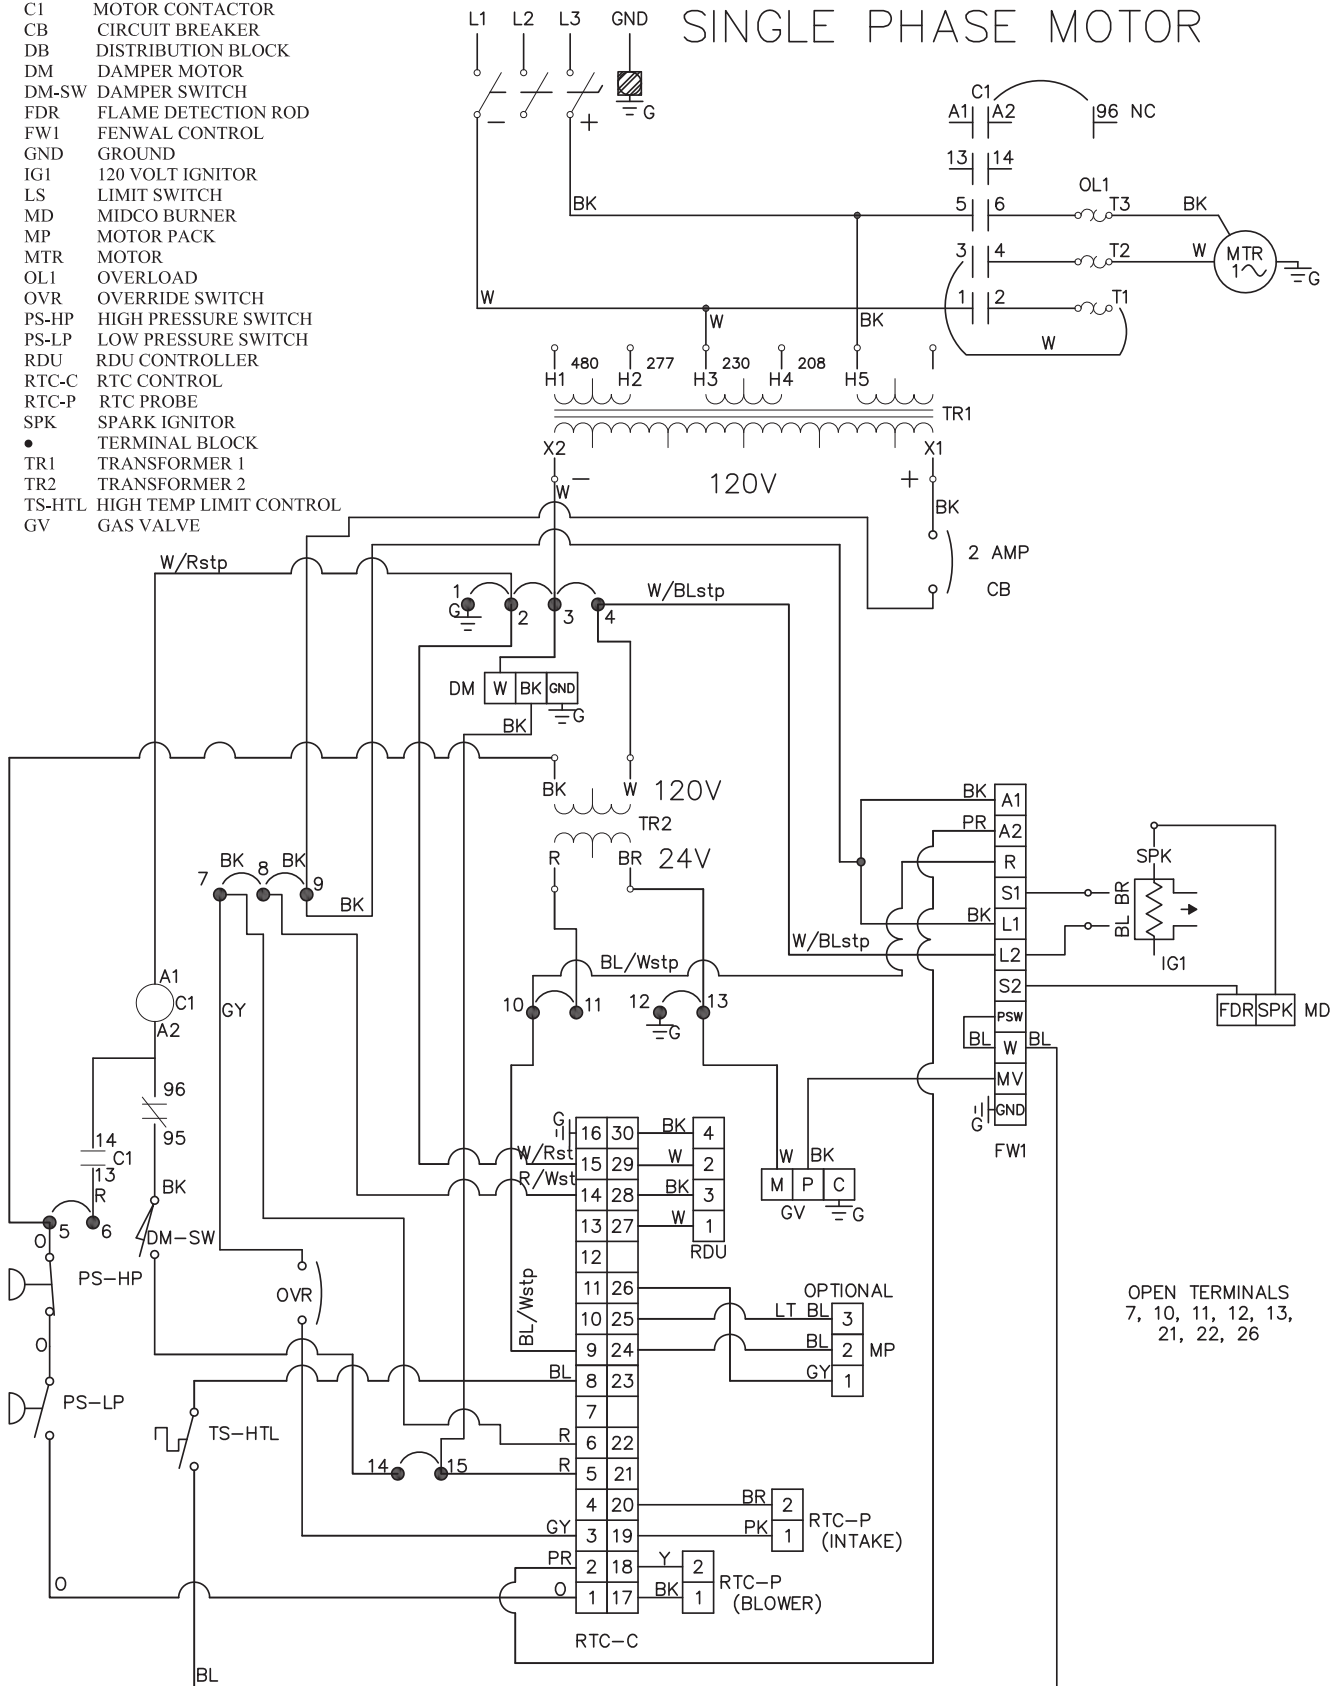 C1 MOTOR CONTACTOR
CB CIRCUIT BREAKER
DB DISTRIBUTION BLOCK
DM DAMPER MOTOR
DM-SW DAMPER SWITCH
FDR FLAME DETECTION ROD
FW1 FENWAL CONTROL
GND GROUND
IG1 120 VOLT IGNITOR
LS LIMIT SWITCH
MD MIDCO BURNER
MP MOTOR PACK
MTR MOTOR
OL1 OVERLOAD
OVR OVERRIDE SWITCH
PS-HP HIGH PRESSURE SWITCH
PS-LP LOW PRESSURE SWITCH
RDU RDU CONTROLLER
RTC-C RTC CONTROL
RTC-P RTC PROBE
SPK SPARK IGNITOR
● TERMINAL BLOCK
TR1 TRANSFORMER 1
TR2 TRANSFORMER 2
TS-HTL HIGH TEMP LIMIT CONTROL
GV GAS VALVE
L1 L2 L3 GND
SINGLE PHASE MOTOR
G
− +
C1
A1 A2 96 NC
13 14
OL1
BK 5 6 T3 BK
3 4 T2 W MTR 1~ G
W 1 2 T1
W BK W
480 277 230 208
H1 H2 H3 H4 H5
TR1
X2 X1
− 120V +
W BK
2 AMP
CB
W/Rstp
1 W/BLstp
G 2 3 4
DM W BK GND
G
BK
BK W 120V
TR2
R BR 24V
BK BK
7 8 9
BK
BK A1
PR A2
R
S1
BK L1
W/BLstp L2
S2
PSW
BL W BL
MV
G GND
FW1
SPK
BR
BL
IG1
FDR SPK MD
BL/Wstp
10 11 12 13
G
A1
C1
A2
GY
96
95
14
C1
13
R
BK
5 6
DM-SW
O
PS-HP
O
PS-LP
OVR
TS-HTL
G 16 30 BK 4
W/Rst 15 29 W 2
R/Wst 14 28 BK 3
13 27 W 1
RDU
12
11 26 OPTIONAL
10 25 LT BL 3
BL/Wstp
9 24 BL 2 MP
BL 8 23 GY 1
7
R 6 22
14 15 R 5 21
4 20 BR 2
GY 3 19 PK 1
RTC-P
(INTAKE)
PR 2 18 Y 2
O O 1 17 BK 1
RTC-P
(BLOWER)
RTC-C
W BK
M P C
GV G
OPEN TERMINALS
7, 10, 11, 12, 13,
21, 22, 26
BL